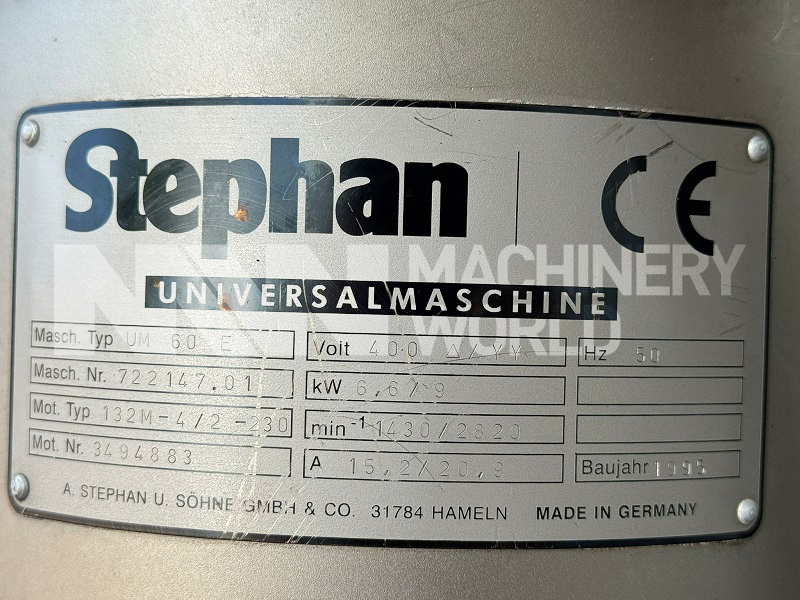 Stephan CE
UNIVERSALMASCHINE
MACHINERY
WORLD
Masch. Typ UM 60 E
Volt 400 Δ/YY
Hz 50
Masch. Nr. 722147.01
kW 6,6/9
Mot. Typ 132M-4/2-230
min-1 1430/2820
Mot. Nr. 3494883
A 15,2/20,9
Baujahr 1995
A. STEPHAN U. SÖHNE GMBH & CO. 31784 HAMELN MADE IN GERMANY